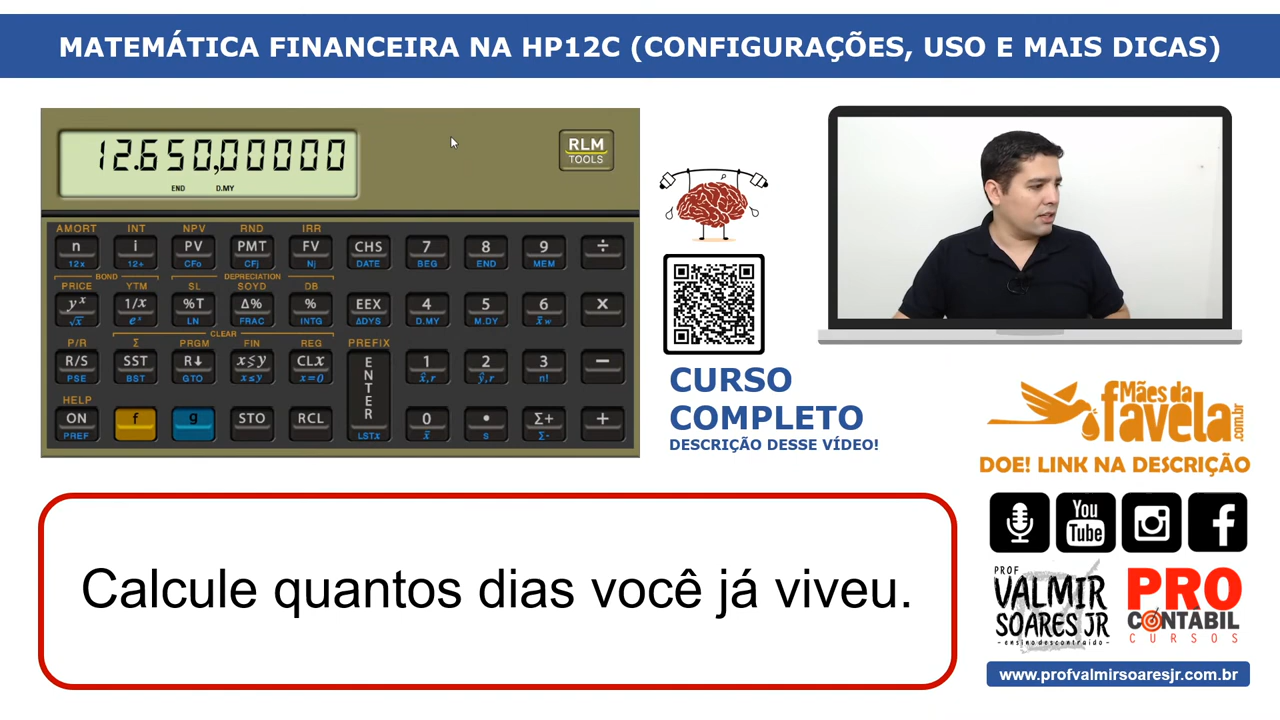 MATEMÁTICA FINANCEIRA NA HP12C (CONFIGURAÇÕES, USO E MAIS DICAS)
12.650,00000
END D.MY
RLM
TOOLS
AMORT INT NPV RND IRR
n i PV PMT FV CHS 7 8 9 ÷
12x 12+ CFo CFj Nj DATE BEG END MEM
BOND DEPRECIATION
PRICE YTM SL SOYD DB
yˣ 1/x %T Δ% % EEX 4 5 6 ×
√x eˣ LN FRAC INTG ΔDYS D.MY M.DY x̄w
CLEAR
P/R Σ PRGM FIN REG PREFIX
R/S SST R↓ x≶y CLx ENTER 1 2 3 −
PSE BST GTO x≤y x=0 x̂,r ŷ,r n!
HELP
ON f g STO RCL 0 • Σ+ +
PREF LSTx x̄ s Σ-
CURSO
COMPLETO
DESCRIÇÃO DESSE VÍDEO!
Mães da
favela.com.br
DOE! LINK NA DESCRIÇÃO
You
Tube
PROF
VALMIR
SOARES JR
- ensino descontraído -
PRO
CONTÁBIL
CURSOS
www.profvalmirsoaresjr.com.br
Calcule quantos dias você já viveu.